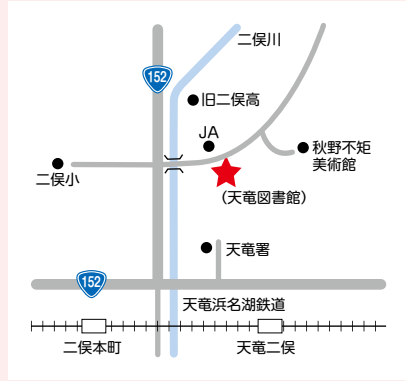 二俣川
152
旧二俣高
JA
秋野不矩
美術館
二俣小
(天竜図書館)
天竜署
152
天竜浜名湖鉄道
二俣本町
天竜二俣